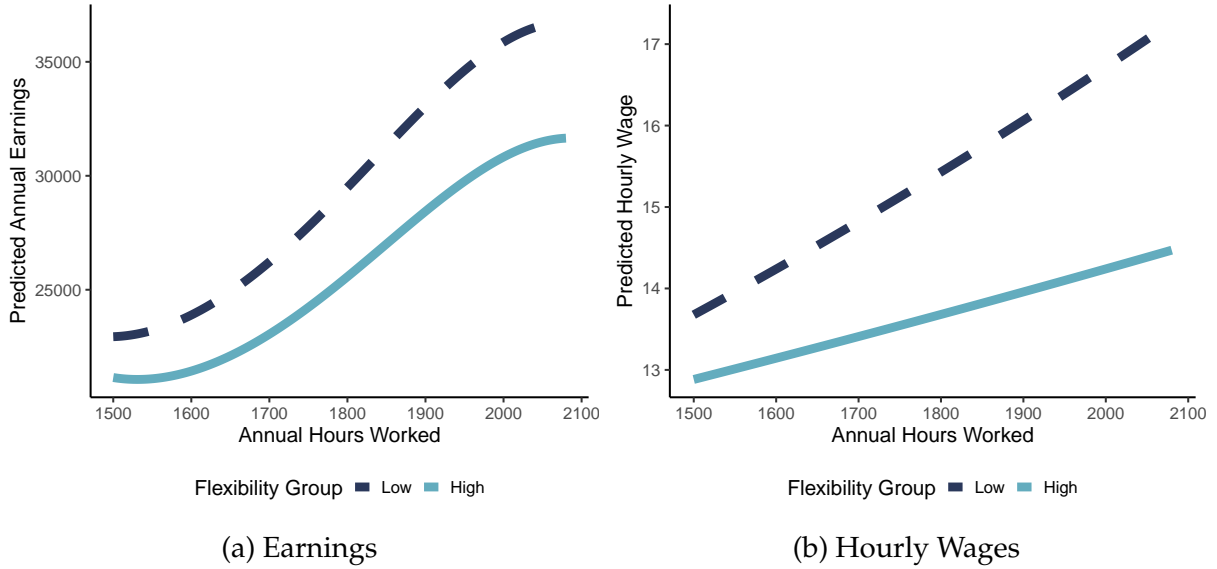 Predicted Annual Earnings
35000
30000
25000
1500 1600 1700 1800 1900 2000 2100
Annual Hours Worked
Flexibility Group Low High
(a) Earnings
Predicted Hourly Wage
17
16
15
14
13
1500 1600 1700 1800 1900 2000 2100
Annual Hours Worked
Flexibility Group Low High
(b) Hourly Wages